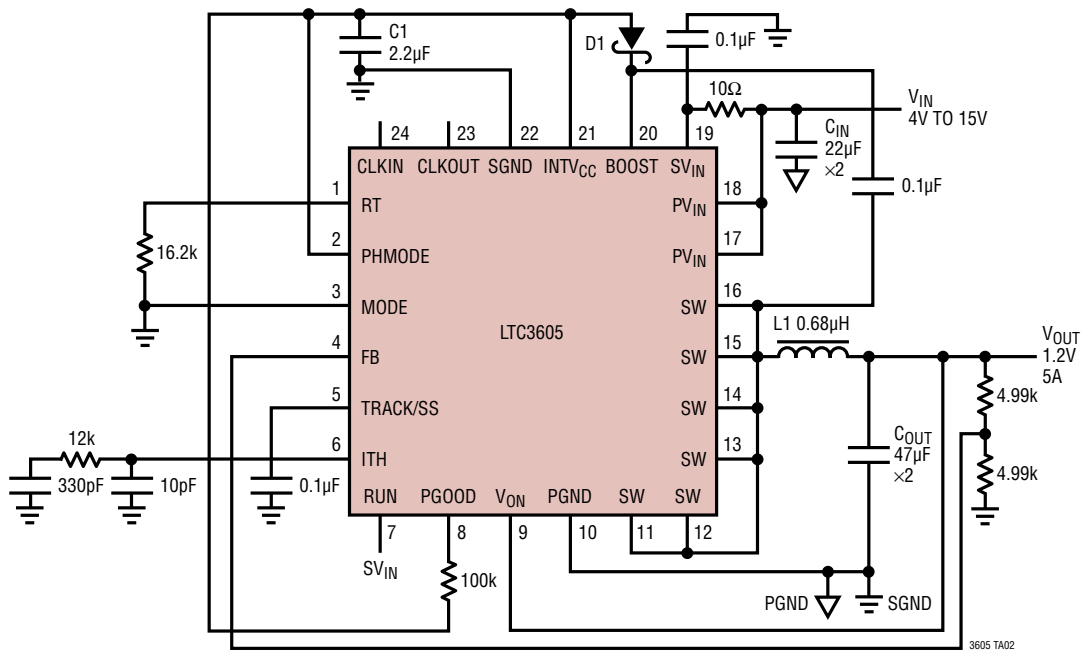 C1
2.2µF
D1
0.1µF
10Ω
V_IN
4V TO 15V
C_IN
22µF
×2
0.1µF
24
23
22
21
20
19
CLKIN
CLKOUT
SGND
INTV_CC
BOOST
SV_IN
1
RT
18
PV_IN
16.2k
2
PHMODE
17
PV_IN
3
MODE
16
SW
LTC3605
L1 0.68µH
4
FB
15
SW
V_OUT
1.2V
5A
4.99k
5
TRACK/SS
14
SW
12k
6
ITH
13
SW
C_OUT
47µF
×2
4.99k
330pF
10pF
0.1µF
RUN
PGOOD
V_ON
PGND
SW
SW
7
8
9
10
11
12
SV_IN
100k
PGND
SGND
3605 TA02